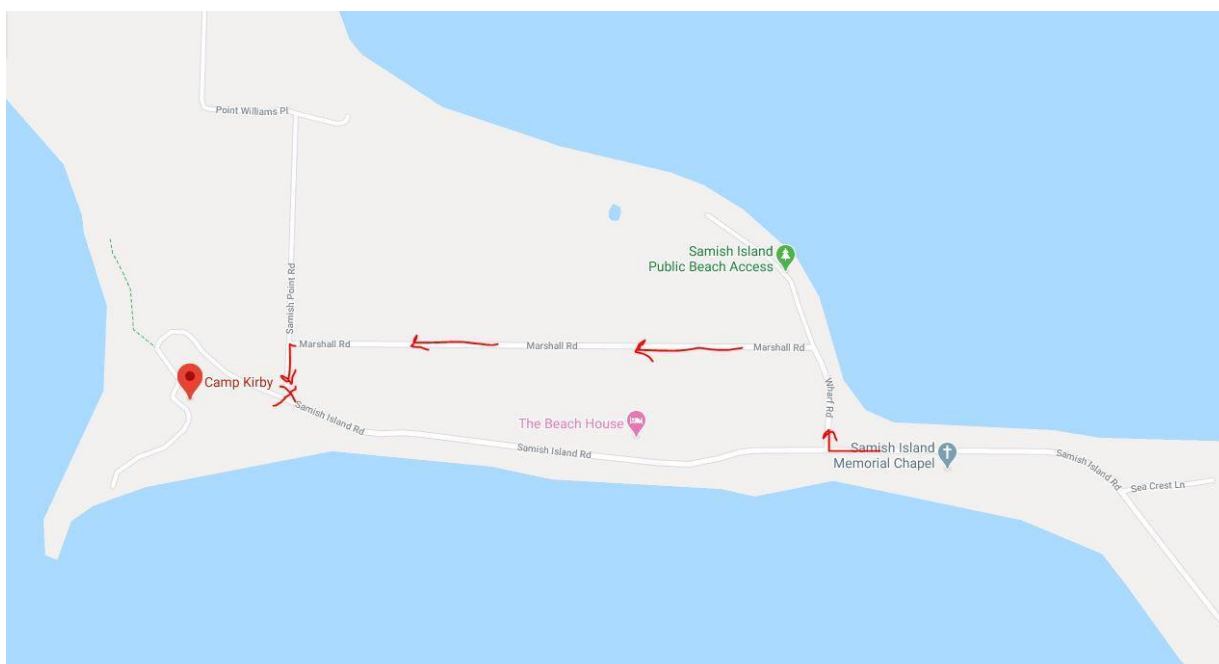 Point Williams Pl
Samish Island
Public Beach Access
Samish Point Rd
Marshall Rd
Marshall Rd
Marshall Rd
Camp Kirby
Wharf Rd
Samish Island Rd
The Beach House
Samish Island Rd
Samish Island
Memorial Chapel
Samish Island Rd
Sea Crest Ln